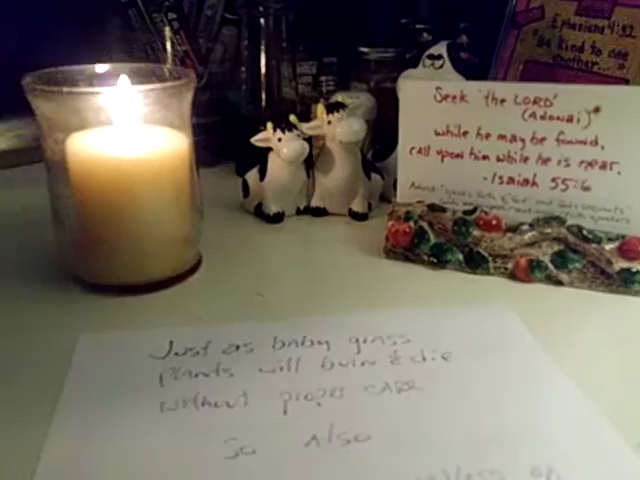 Ephesians 4:32
"Be kind to one
another...
Seek 'the LORD'
(Adonai)*
while he may be found,
call upon him while he is near.
-Isaiah 55:6
Just as baby grass
plants will burn & die
without proper CARE
So Also